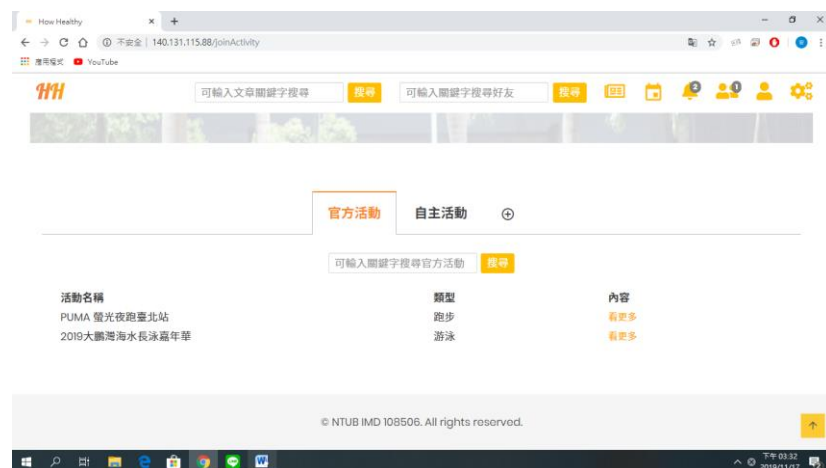 How Healthy
不安全 | 140.131.115.88/joinActivity
應用程式 YouTube
HH 可輸入文章關鍵字搜尋 搜尋 可輸入關鍵字搜尋好友 搜尋 2 0
官方活動 自主活動
可輸入關鍵字搜尋官方活動 搜尋
活動名稱 類型 內容
PUMA 螢光夜跑臺北站 跑步 看更多
2019大鵬灣海水長泳嘉年華 游泳 看更多
© NTUB IMD 108506. All rights reserved.
下午 03:32
2019/11/17